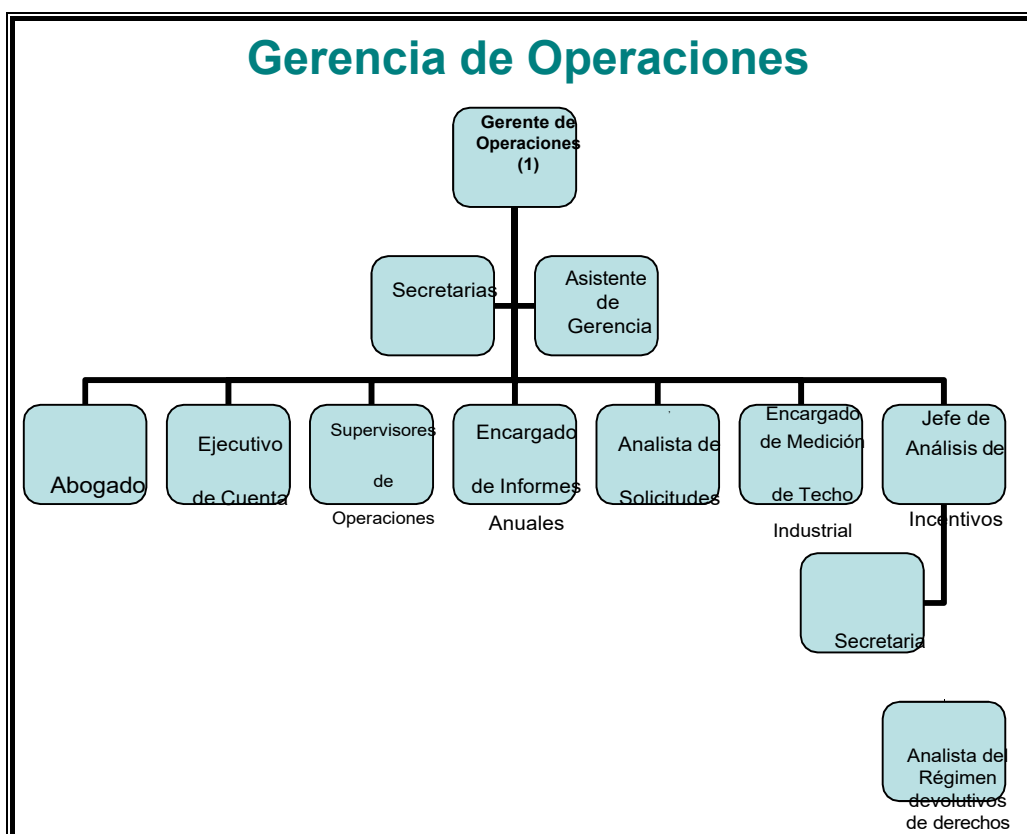 Gerencia de Operaciones
Gerente de
Operaciones
(1)
Secretarias
Asistente
de
Gerencia
Abogado
Ejecutivo
de Cuenta
Supervisores
de
Operaciones
Encargado
de Informes
Anuales
Analista de
Solicitudes
Encargado
de Medición
de Techo
Industrial
Jefe de
Análisis de
Incentivos
Secretaria
Analista del
Régimen
devolutivos
de derechos